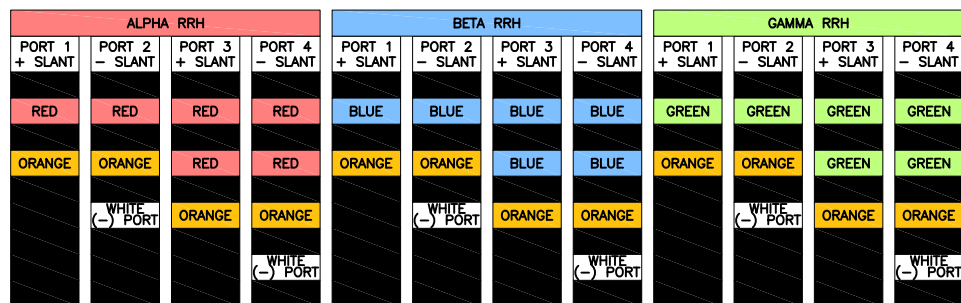 ALPHA RRH BETA RRH GAMMA RRH
PORT 1 PORT 2 PORT 3 PORT 4 PORT 1 PORT 2 PORT 3 PORT 4 PORT 1 PORT 2 PORT 3 PORT 4
+ SLANT − SLANT + SLANT − SLANT + SLANT − SLANT + SLANT − SLANT + SLANT − SLANT + SLANT − SLANT
RED RED RED RED BLUE BLUE BLUE BLUE GREEN GREEN GREEN GREEN
ORANGE ORANGE RED RED ORANGE ORANGE BLUE BLUE ORANGE ORANGE GREEN GREEN
WHITE ORANGE ORANGE WHITE ORANGE ORANGE WHITE ORANGE ORANGE
(−) PORT (−) PORT (−) PORT
WHITE WHITE WHITE
(−) PORT (−) PORT (−) PORT